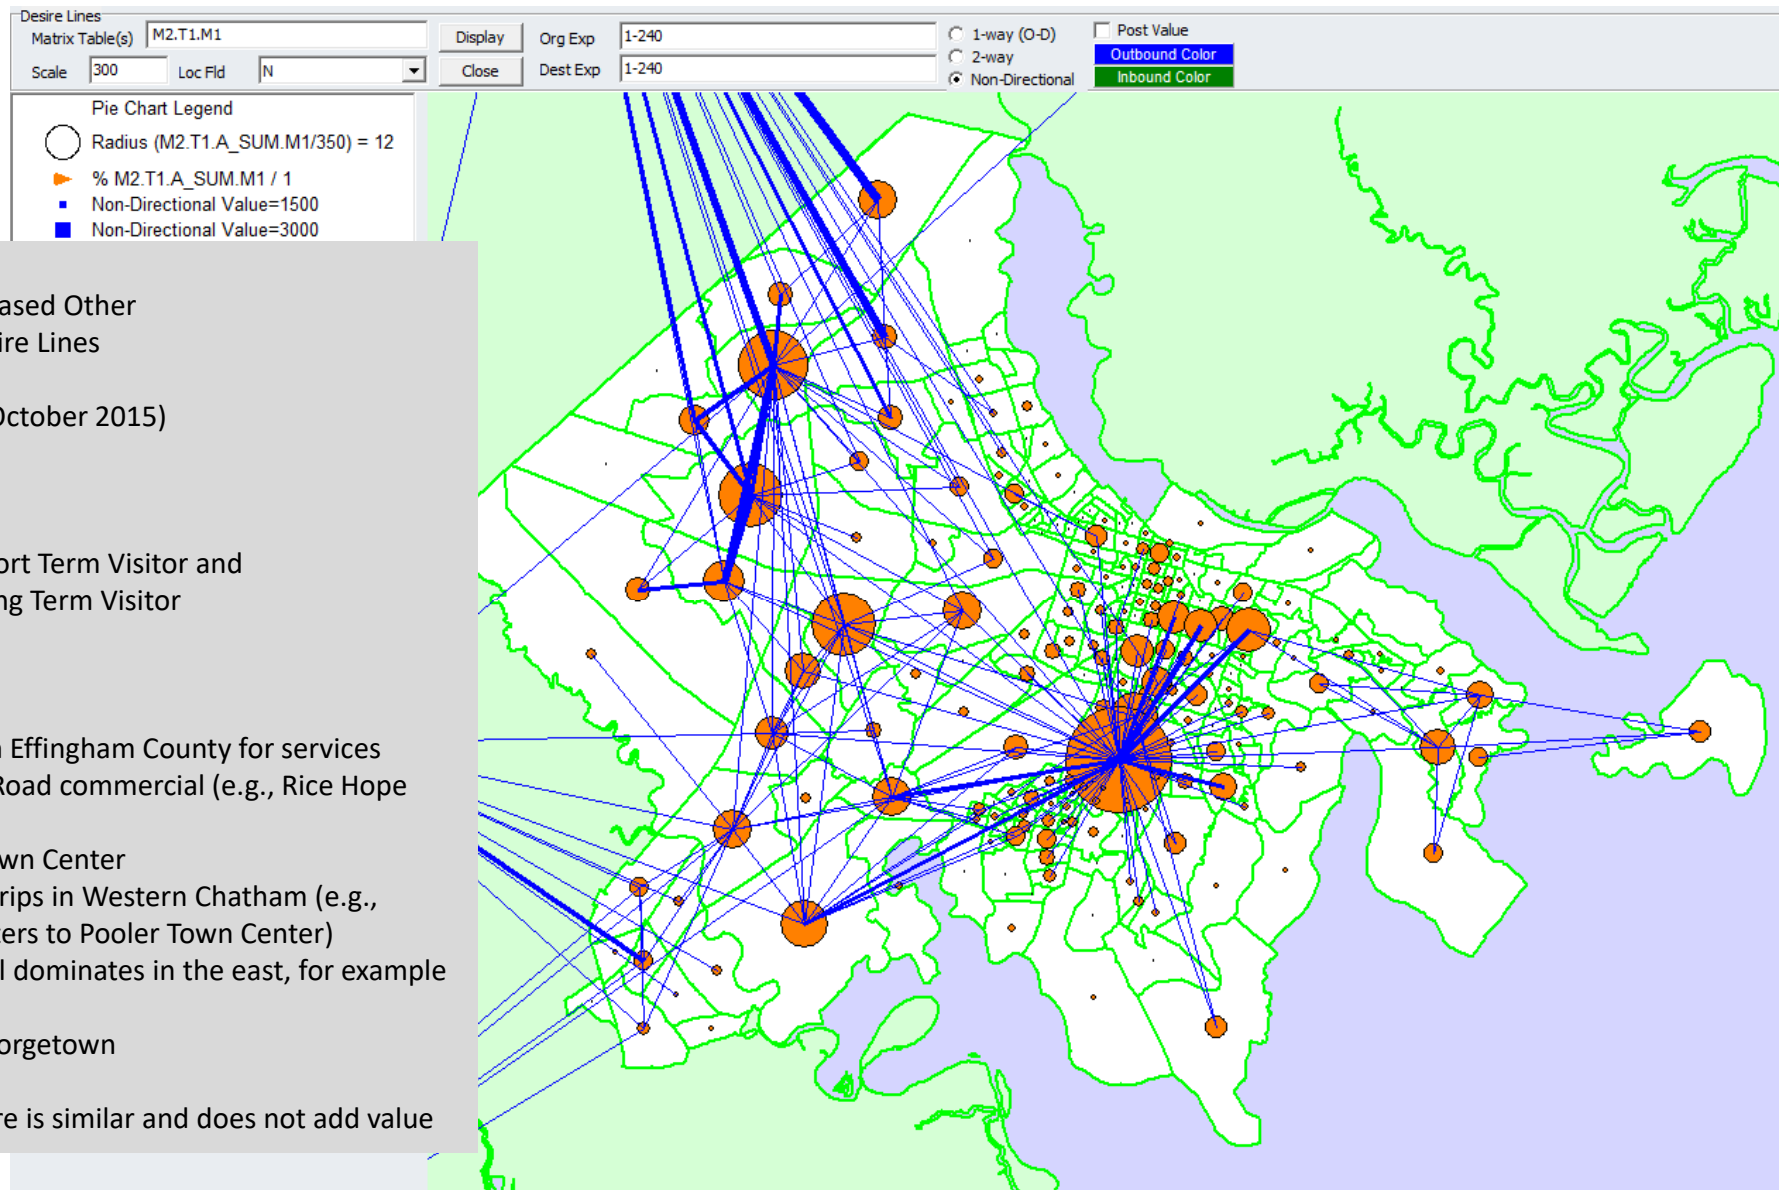 Desire Lines
Matrix Table(s) M2.T1.M1 Display Org Exp 1-240 1-way (O-D) Post Value
2-way Outbound Color
Scale 300 Loc Fld N Close Dest Exp 1-240 Non-Directional Inbound Color
Pie Chart Legend
Radius (M2.T1.A_SUM.M1/350) = 12
% M2.T1.A_SUM.M1 / 1
Non-Directional Value=1500
Non-Directional Value=3000
ased Other
ire Lines
October 2015)
ort Term Visitor and
ng Term Visitor
Effingham County for services
Road commercial (e.g., Rice Hope
wn Center
rips in Western Chatham (e.g.,
ters to Pooler Town Center)
l dominates in the east, for example
orgetown
re is similar and does not add value